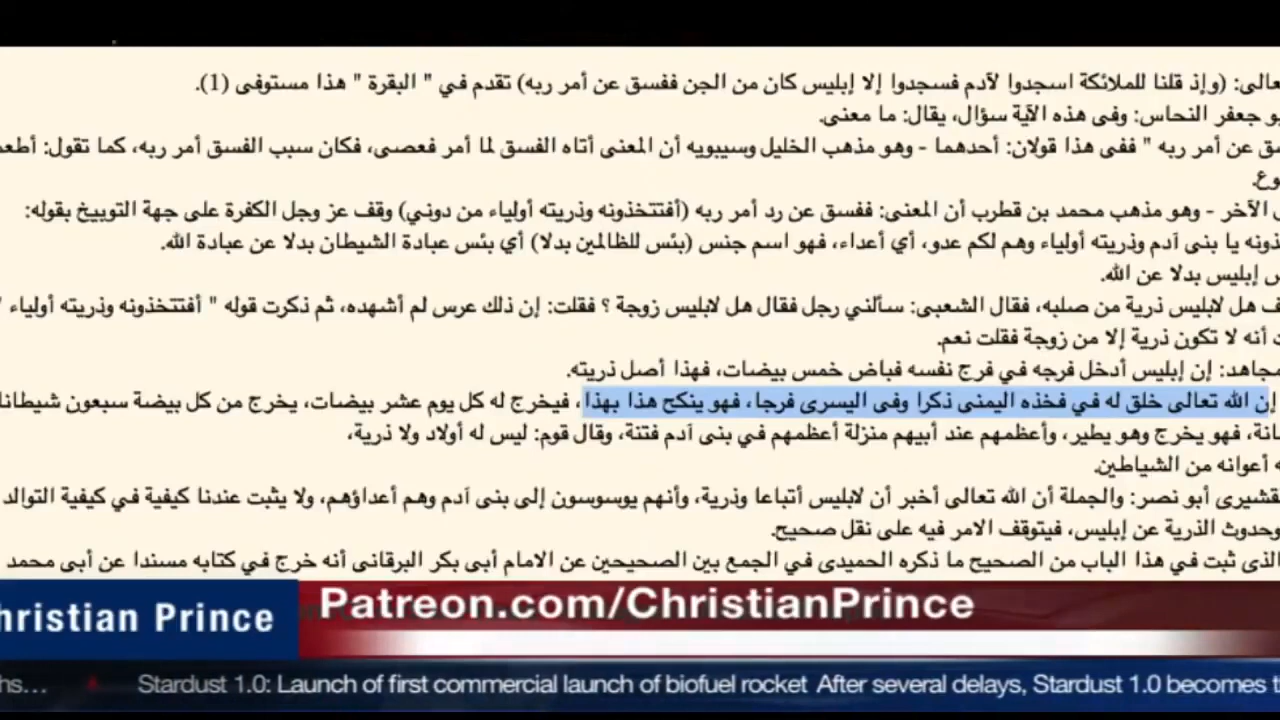 عالى: (وإذ قلنا للملائكة اسجدوا لآدم فسجدوا إلا إبليس كان من الجن ففسق عن أمر ربه) تقدم في " البقرة " هذا مستوفى (1).
و جعفر النحاس: وفى هذه الآية سؤال، يقال: ما معنى.
ق عن أمر ربه " ففى هذا قولان: أحدهما - وهو مذهب الخليل وسيبويه أن المعنى أتاه الفسق لما أمر فعصى، فكان سبب الفسق أمر ربه، كما تقول: أطعم
وع.
الآخر - وهو مذهب محمد بن قطرب أن المعنى: ففسق عن رد أمر ربه (أفتتخذونه وذريته أولياء من دوني) وقف عز وجل الكفرة على جهة التوبيخ بقوله:
ذونه يا بنى آدم وذريته أولياء وهم لكم عدو، أي أعداء، فهو اسم جنس (بئس للظالمين بدلا) أي بئس عبادة الشيطان بدلا عن عبادة الله.
إبليس بدلا عن الله.
ف هل لابليس ذرية من صلبه، فقال الشعبى: سألني رجل فقال هل لابليس زوجة ؟ فقلت: إن ذلك عرس لم أشهده، ثم ذكرت قوله " أفتتخذونه وذريته أولياء "
ت أنه لا تكون ذرية إلا من زوجة فقلت نعم.
مجاهد: إن إبليس أدخل فرجه في فرج نفسه فباض خمس بيضات، فهذا أصل ذريته.
إن الله تعالى خلق له في فخذه اليمنى ذكرا وفى اليسرى فرجا، فهو ينكح هذا بهذا، فيخرج له كل يوم عشر بيضات، يخرج من كل بيضة سبعون شيطانا
انة، فهو يخرج وهو يطير، وأعظمهم عند أبيهم منزلة أعظمهم في بنى آدم فتنة، وقال قوم: ليس له أولاد ولا ذرية،
ه أعوانه من الشياطين.
قشيرى أبو نصر: والجملة أن الله تعالى أخبر أن لابليس أتباعا وذرية، وأنهم يوسوسون إلى بنى آدم وهم أعداؤهم، ولا يثبت عندنا كيفية في كيفية التوالد
وحدوث الذرية عن إبليس، فيتوقف الامر فيه على نقل صحيح.
الذى ثبت في هذا الباب من الصحيح ما ذكره الحميدى في الجمع بين الصحيحين عن الامام أبى بكر البرقانى أنه خرج في كتابه مسندا عن أبى محمد
hristian Prince
Patreon.com/ChristianPrince
hs... Stardust 1.0: Launch of first commercial launch of biofuel rocket After several delays, Stardust 1.0 becomes t